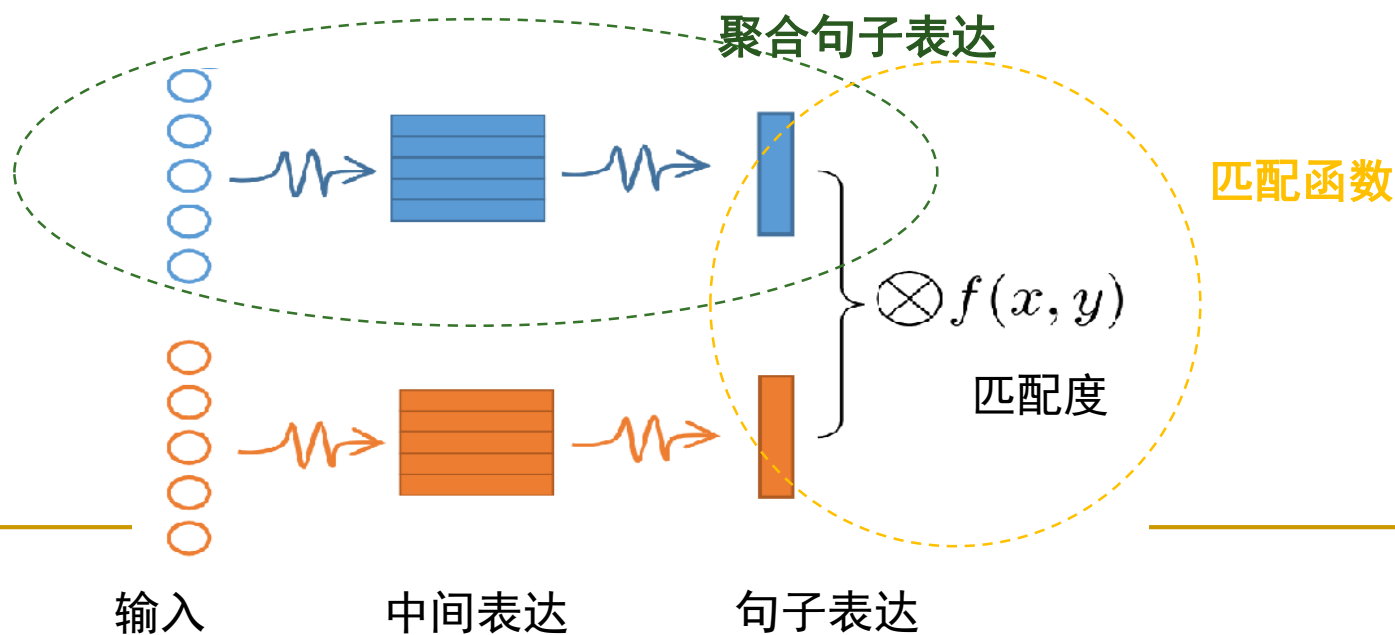 聚合句子表达
匹配函数
⊗f(x, y)
匹配度
输入
中间表达
句子表达